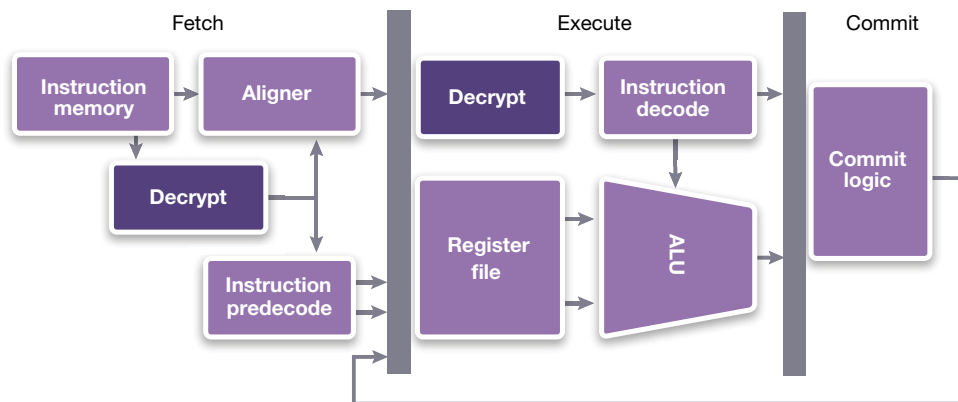 Fetch
Execute
Commit
Instruction
memory
Aligner
Decrypt
Instruction
predecode
Decrypt
Instruction
decode
Register
file
ALU
Commit
logic